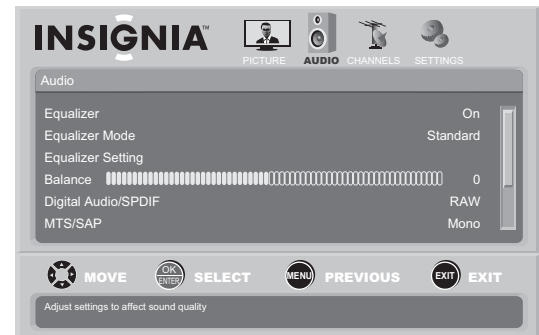 INSIGNIA™
PICTURE AUDIO CHANNELS SETTINGS
Audio
Equalizer On
Equalizer Mode Standard
Equalizer Setting
Balance 0
Digital Audio/SPDIF RAW
MTS/SAP Mono
MOVE OK ENTER SELECT MENU PREVIOUS EXIT EXIT
Adjust settings to affect sound quality